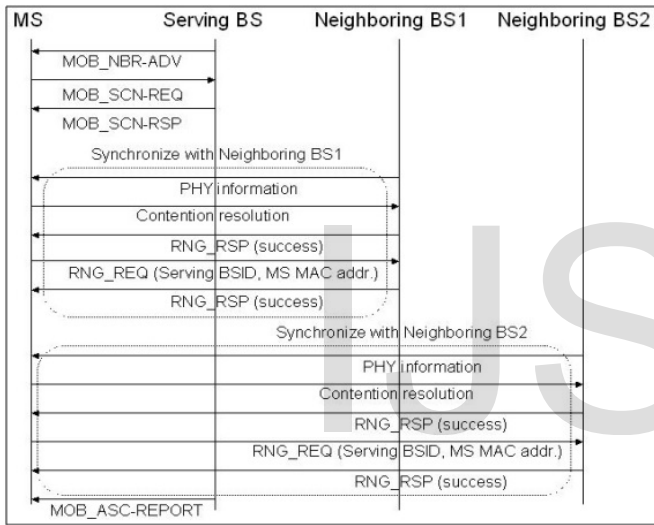 MS Serving BS Neighboring BS1 Neighboring BS2
MOB_NBR-ADV
MOB_SCN-REQ
MOB_SCN-RSP
Synchronize with Neighboring BS1
PHY information
Contention resolution
RNG_RSP (success)
RNG_REQ (Serving BSID, MS MAC addr.)
RNG_RSP (success)
Synchronize with Neighboring BS2
PHY information
Contention resolution
RNG_RSP (success)
RNG_REQ (Serving BSID, MS MAC addr.)
RNG_RSP (success)
MOB_ASC-REPORT
IJS